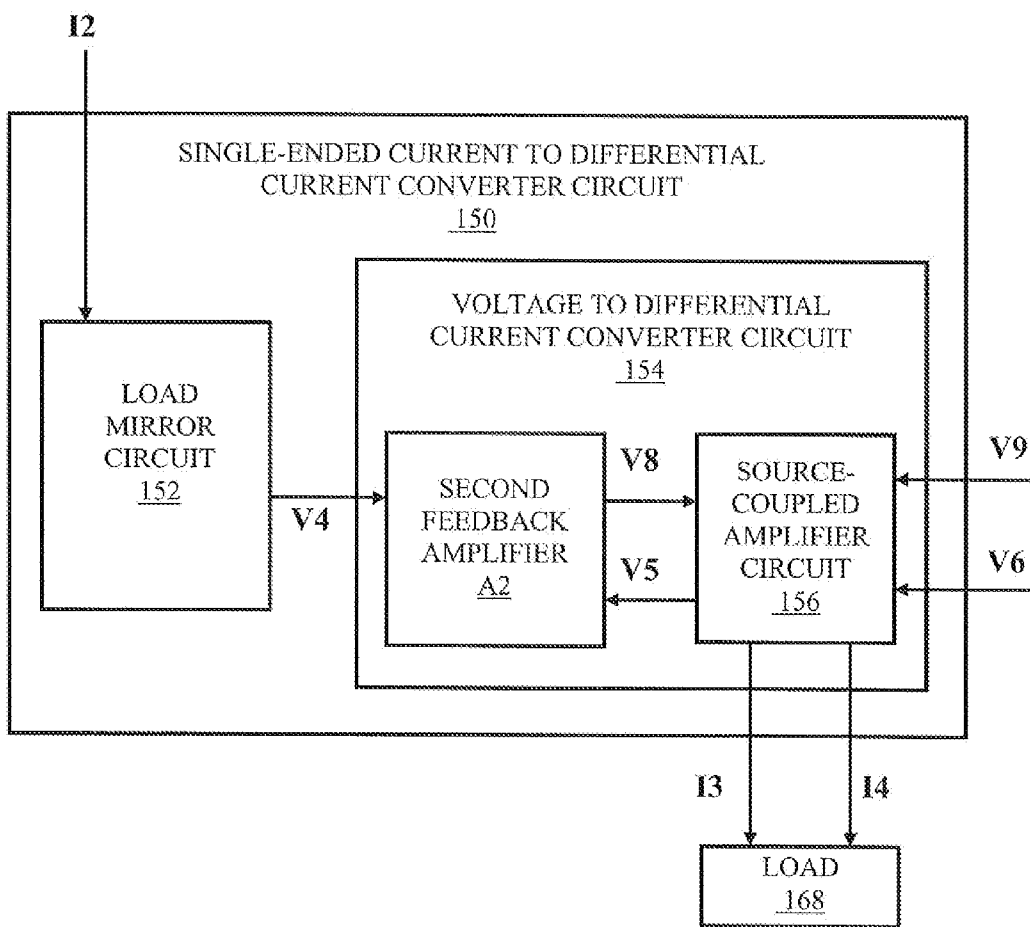 I2
SINGLE-ENDED CURRENT TO DIFFERENTIAL
CURRENT CONVERTER CIRCUIT
150
VOLTAGE TO DIFFERENTIAL
CURRENT CONVERTER CIRCUIT
154
LOAD
MIRROR
CIRCUIT
152
V4
SECOND
FEEDBACK
AMPLIFIER
A2
V8
V5
SOURCE-
COUPLED
AMPLIFIER
CIRCUIT
156
V9
V6
I3
I4
LOAD
168